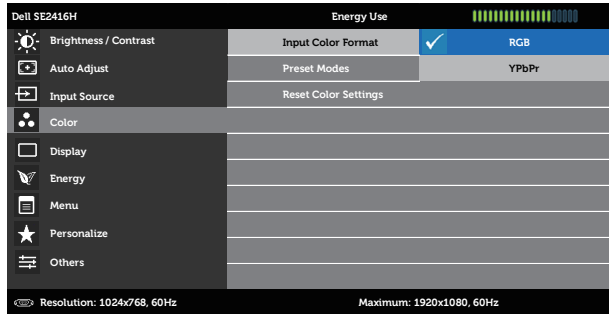 Dell SE2416H Energy Use
Brightness / Contrast Input Color Format RGB
Auto Adjust Preset Modes YPbPr
Input Source Reset Color Settings
Color
Display
Energy
Menu
Personalize
Others
Resolution: 1024x768, 60Hz Maximum: 1920x1080, 60Hz